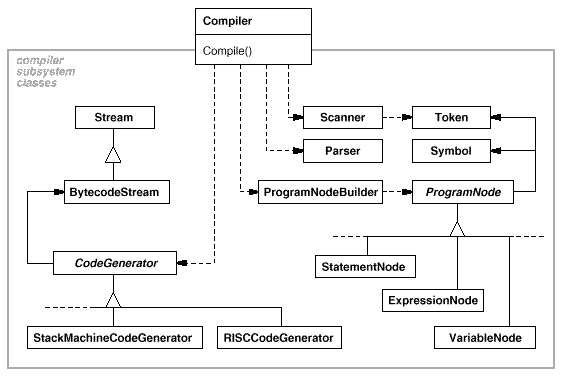 Compiler
Compile()
compiler
subsystem
classes
Stream
Scanner
Token
Parser
Symbol
BytecodeStream
ProgramNodeBuilder
ProgramNode
CodeGenerator
StatementNode
ExpressionNode
StackMachineCodeGenerator
RISCCodeGenerator
VariableNode